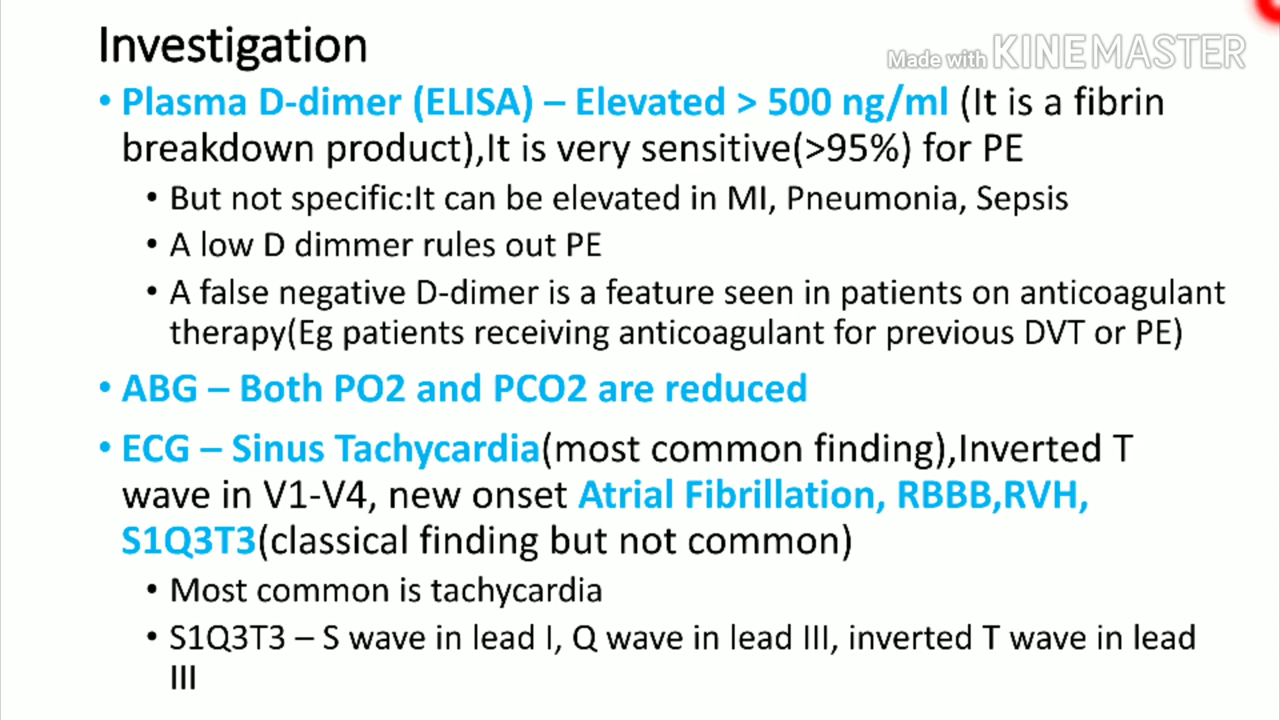 Investigation
Made with KINEMASTER
• Plasma D-dimer (ELISA) – Elevated > 500 ng/ml (It is a fibrin
breakdown product),It is very sensitive(>95%) for PE
• But not specific:It can be elevated in MI, Pneumonia, Sepsis
• A low D dimmer rules out PE
• A false negative D-dimer is a feature seen in patients on anticoagulant
therapy(Eg patients receiving anticoagulant for previous DVT or PE)
• ABG – Both PO2 and PCO2 are reduced
• ECG – Sinus Tachycardia(most common finding),Inverted T
wave in V1-V4, new onset Atrial Fibrillation, RBBB,RVH,
S1Q3T3(classical finding but not common)
• Most common is tachycardia
• S1Q3T3 – S wave in lead I, Q wave in lead III, inverted T wave in lead
III